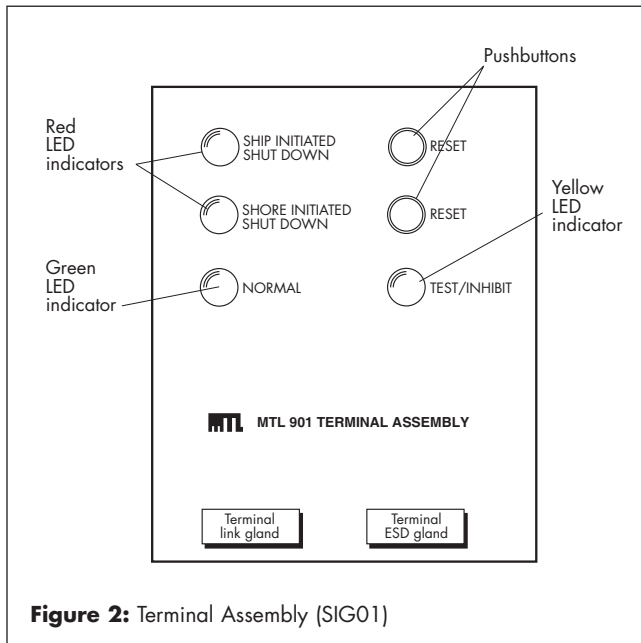 Pushbuttons
Red
LED
indicators
SHIP INITIATED
SHUT DOWN
RESET
SHORE INITIATED
SHUT DOWN
RESET
Yellow
LED
indicator
Green
LED
indicator
NORMAL
TEST/INHIBIT
MTL MTL 901 TERMINAL ASSEMBLY
Terminal
link gland
Terminal
ESD gland
Figure 2: Terminal Assembly (SIG01)